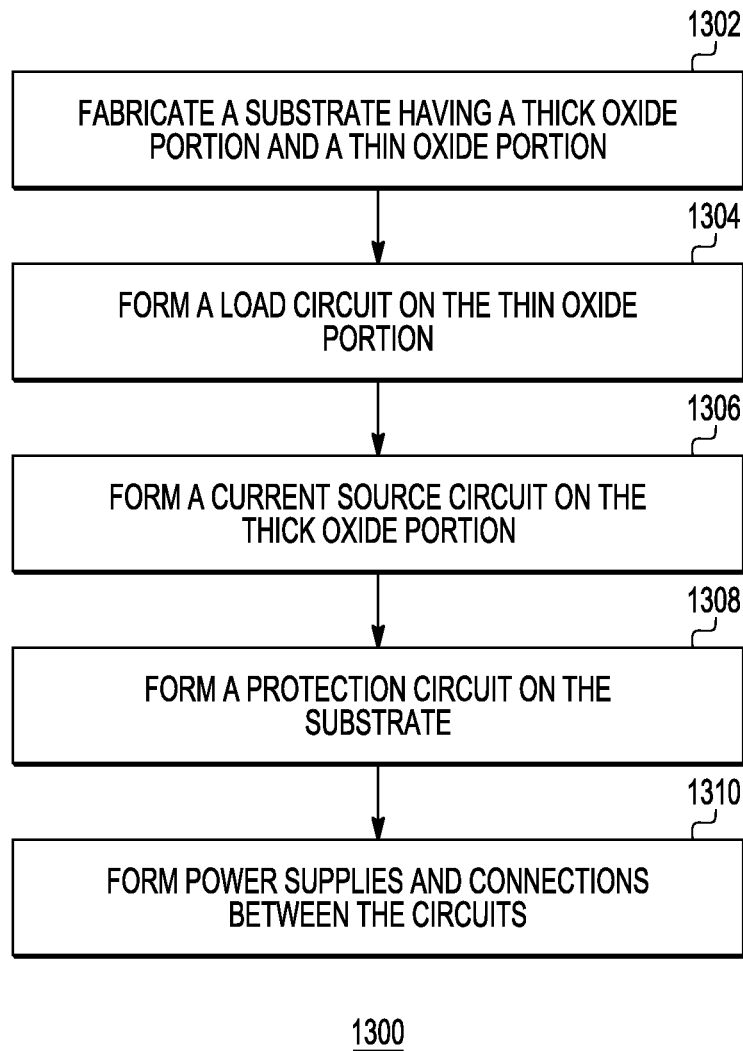 1302
FABRICATE A SUBSTRATE HAVING A THICK OXIDE
PORTION AND A THIN OXIDE PORTION
1304
FORM A LOAD CIRCUIT ON THE THIN OXIDE
PORTION
1306
FORM A CURRENT SOURCE CIRCUIT ON THE
THICK OXIDE PORTION
1308
FORM A PROTECTION CIRCUIT ON THE
SUBSTRATE
1310
FORM POWER SUPPLIES AND CONNECTIONS
BETWEEN THE CIRCUITS
1300